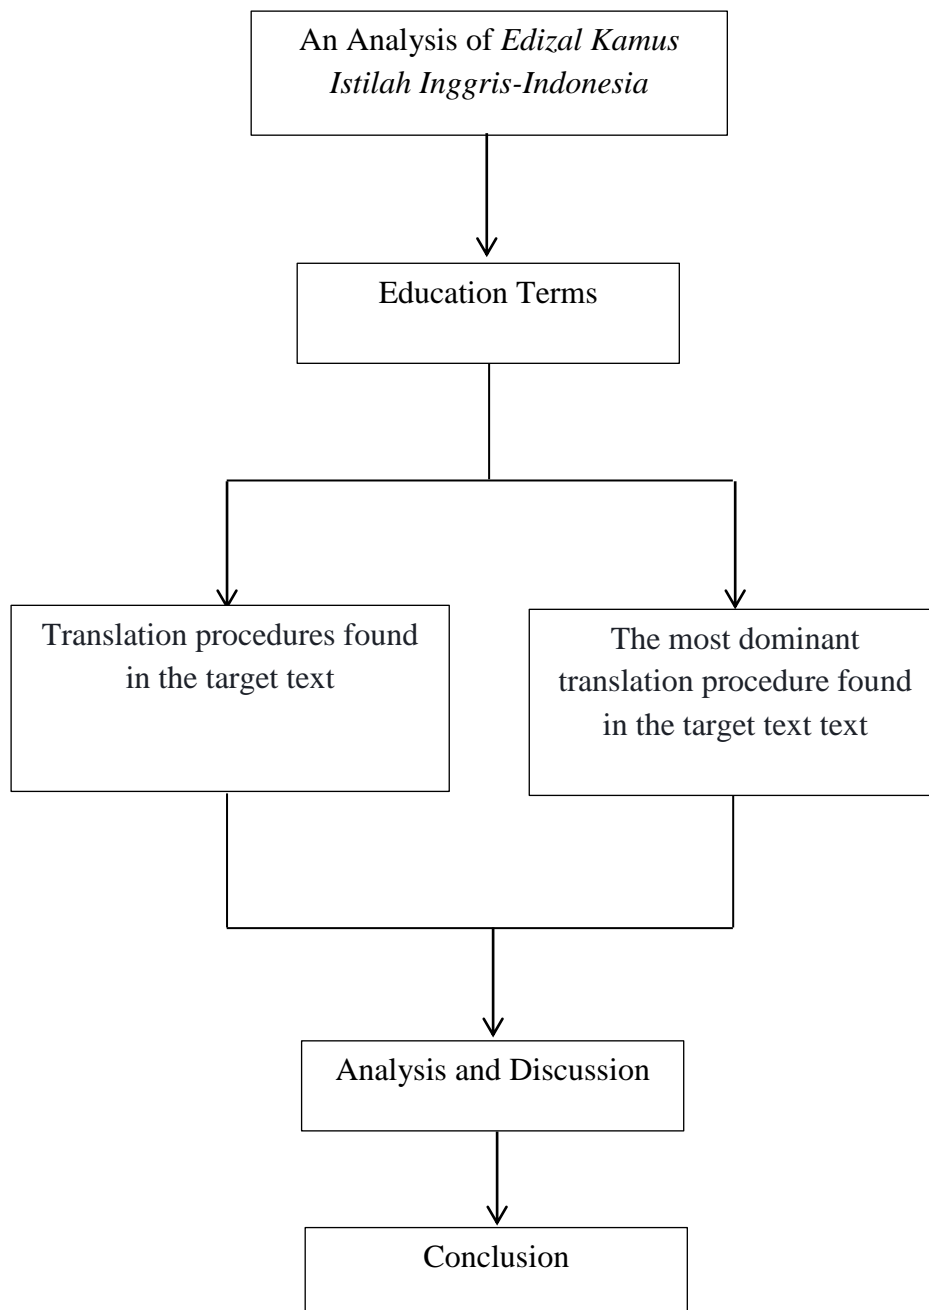 An Analysis of Edizal Kamus
Istilah Inggris-Indonesia
Education Terms
Translation procedures found
in the target text
The most dominant
translation procedure found
in the target text text
Analysis and Discussion
Conclusion